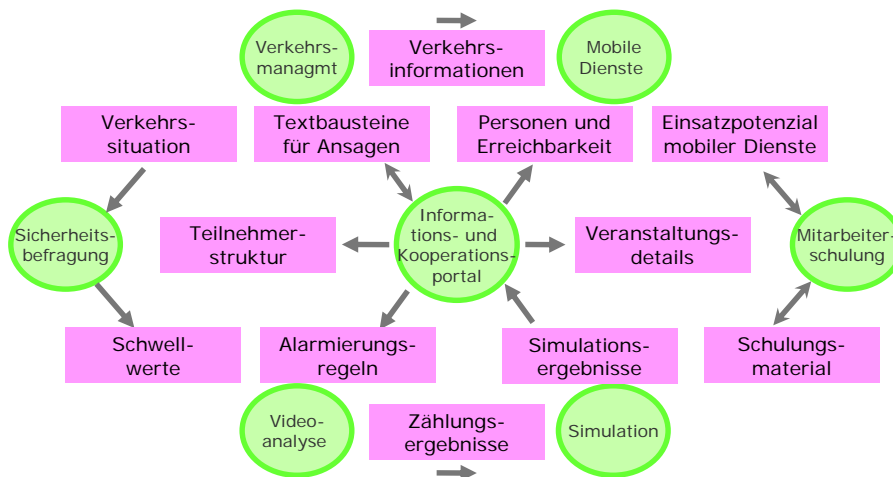 Verkehrs-
managmt
Verkehrs-
informationen
Mobile
Dienste
Verkehrs-
situation
Textbausteine
für Ansagen
Personen und
Erreichbarkeit
Einsatzpotenzial
mobiler Dienste
Sicherheits-
befragung
Teilnehmer-
struktur
Informa-
tions- und
Kooperations-
portal
Veranstaltungs-
details
Mitarbeiter-
schulung
Schwell-
werte
Alarmierungs-
regeln
Simulations-
ergebnisse
Schulungs-
material
Video-
analyse
Zählungs-
ergebnisse
Simulation